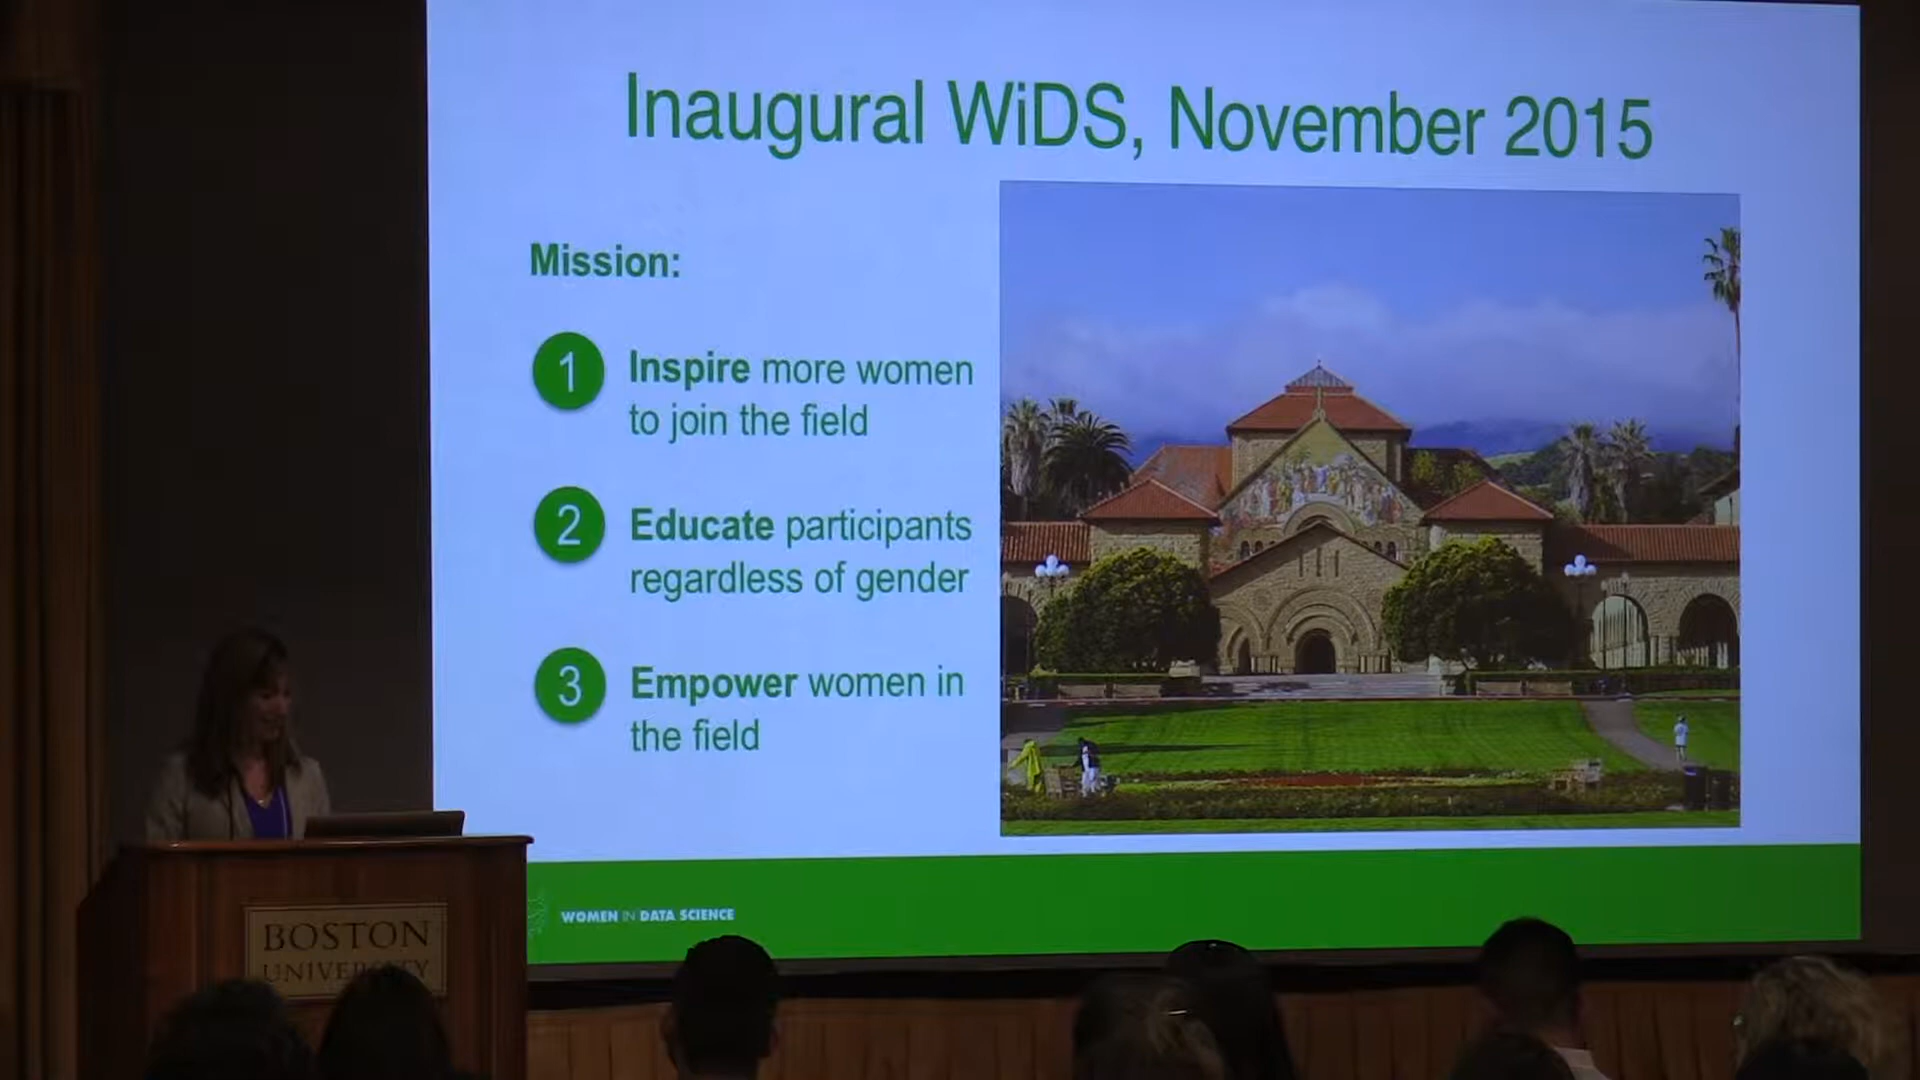 Inaugural WiDS, November 2015
Mission:
1 Inspire more women
to join the field
2 Educate participants
regardless of gender
3 Empower women in
the field
WOMEN IN DATA SCIENCE
BOSTON
UNIVERSITY